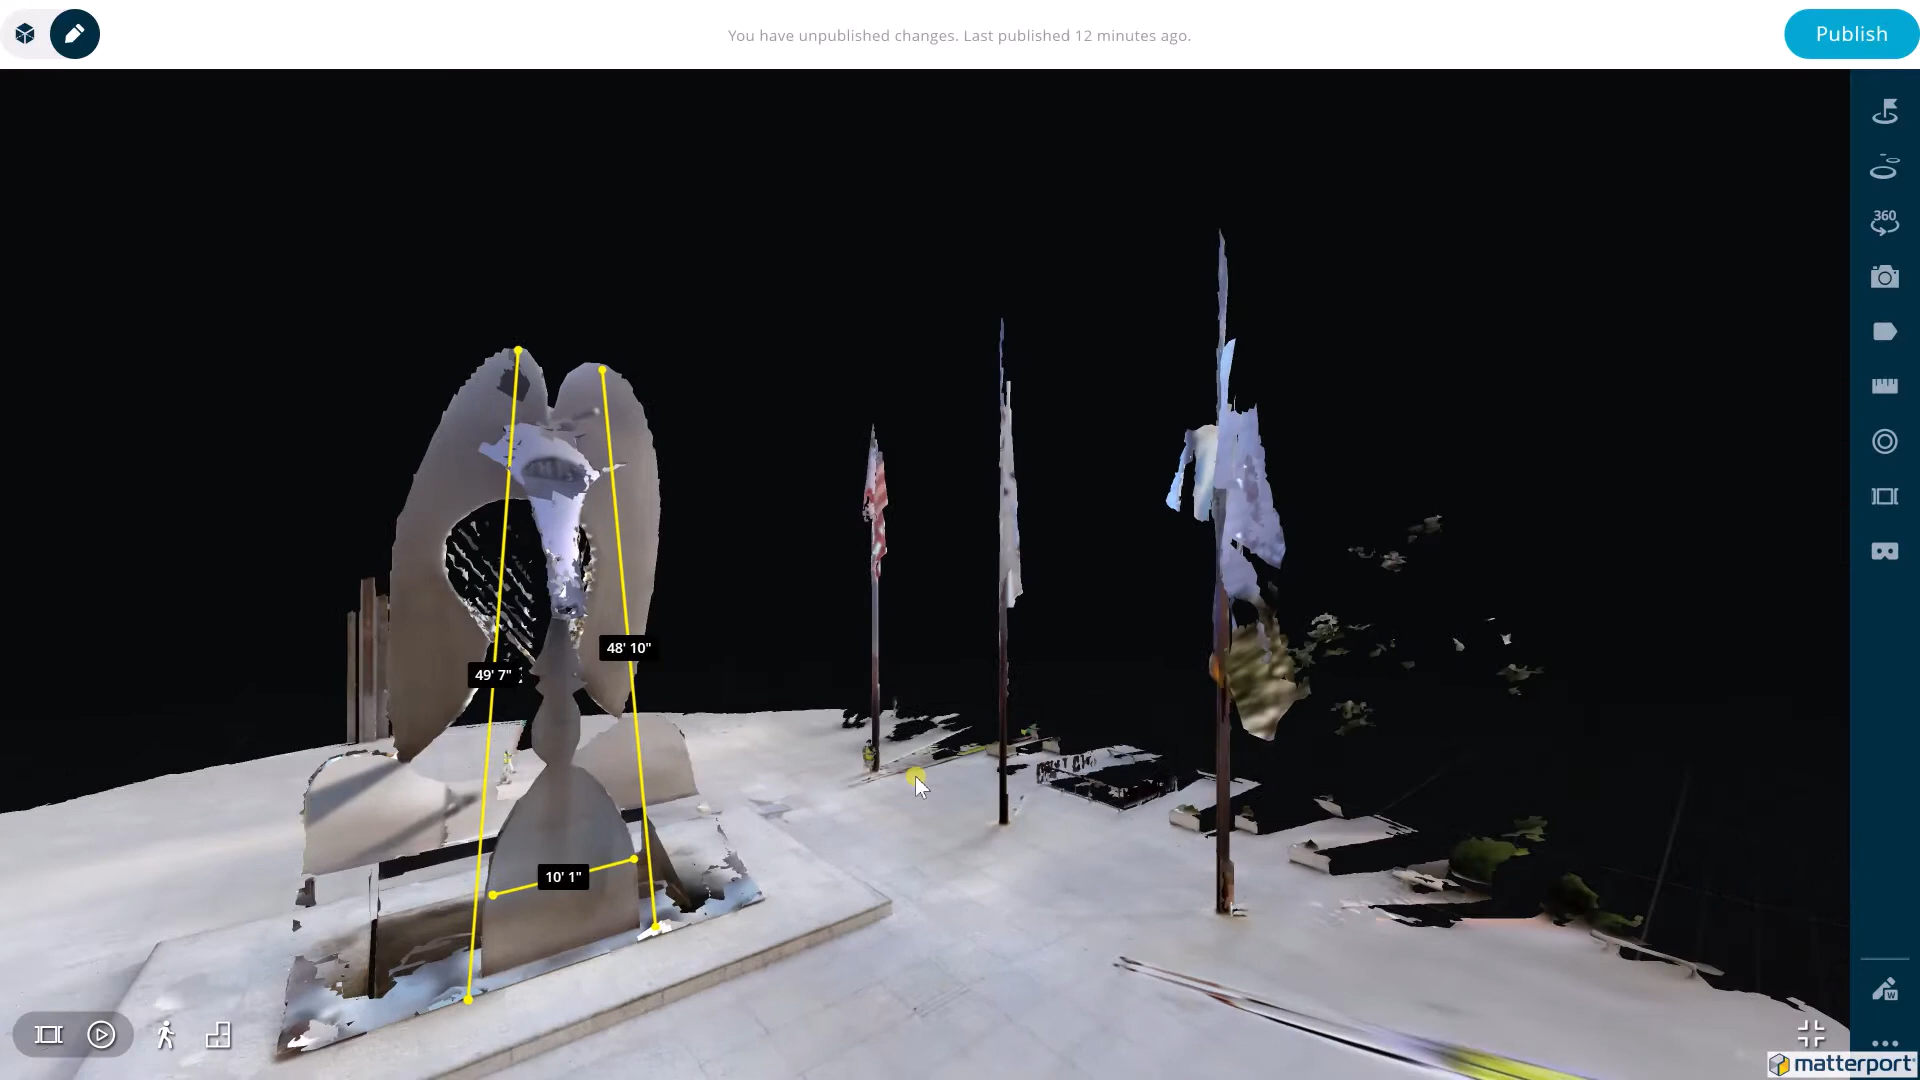 You have unpublished changes. Last published 12 minutes ago.
Publish
360
48' 10"
49' 7"
10' 1"
W
matterport